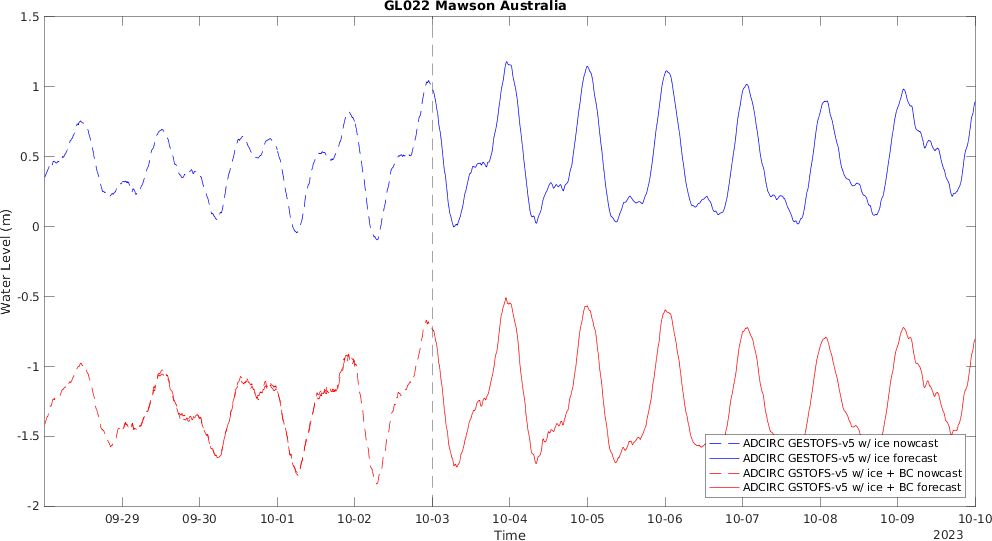 GL022 Mawson Australia
Water Level (m)
1.5
1
0.5
0
-0.5
-1
-1.5
-2
09-29 09-30 10-01 10-02 10-03 10-04 10-05 10-06 10-07 10-08 10-09 10-10
Time
2023
ADCIRC GESTOFS-v5 w/ ice nowcast
ADCIRC GESTOFS-v5 w/ ice forecast
ADCIRC GSTOFS-v5 w/ ice + BC nowcast
ADCIRC GSTOFS-v5 w/ ice + BC forecast